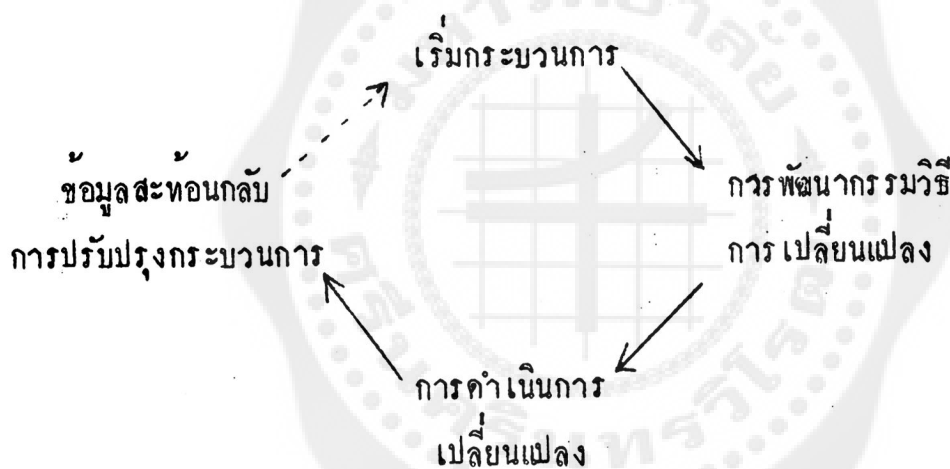 เริ่มกระบวนการ
ข้อมูลสะท้อนกลับ
การปรับปรุงกระบวนการ
การพัฒนากรรมวิธี
การเปลี่ยนแปลง
การดำเนินการ
เปลี่ยนแปลง